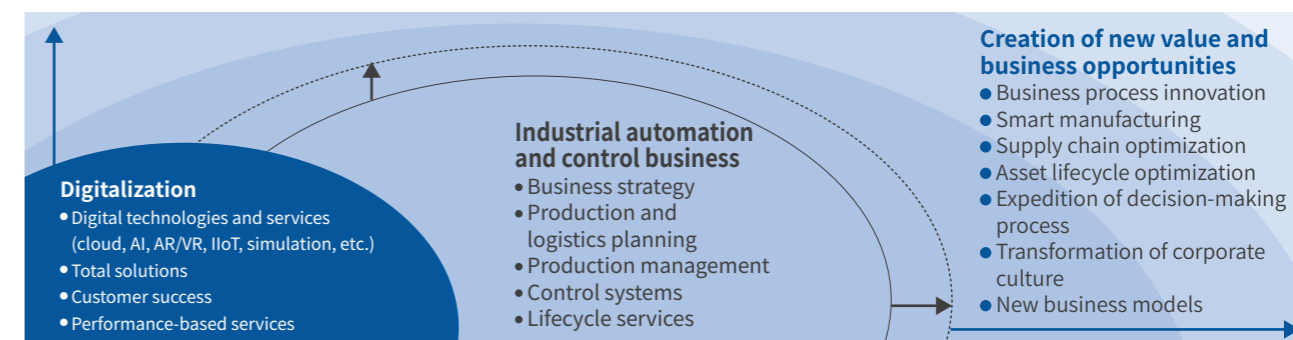 Digitalization
• Digital technologies and services
(cloud, AI, AR/VR, IIoT, simulation, etc.)
• Total solutions
• Customer success
• Performance-based services
Industrial automation
and control business
• Business strategy
• Production and
logistics planning
• Production management
• Control systems
• Lifecycle services
Creation of new value and
business opportunities
• Business process innovation
• Smart manufacturing
• Supply chain optimization
• Asset lifecycle optimization
• Expedition of decision-making
process
• Transformation of corporate
culture
• New business models